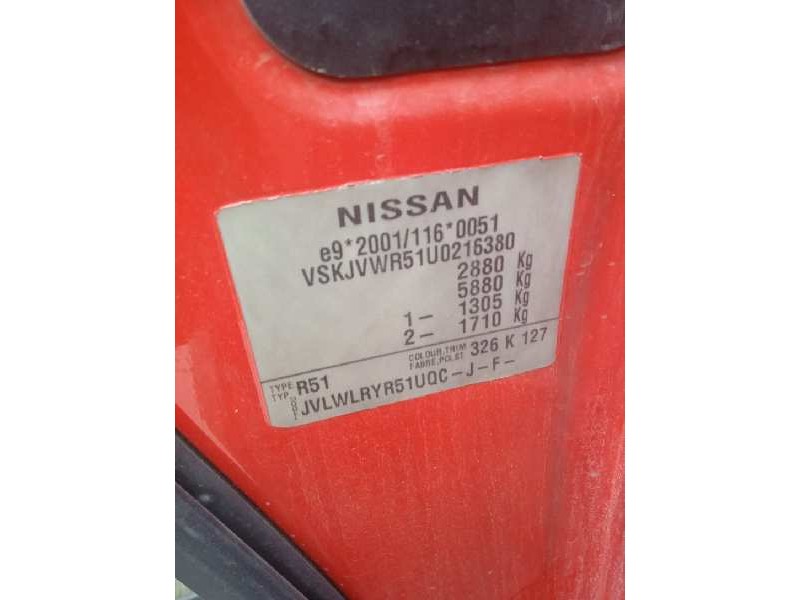 NISSAN
e9*2001/116*0051
VSKJVWR51U0216380
2880 Kg
5880 Kg
1- 1305 Kg
2- 1710 Kg
COLOUR,TRIM 326 K 127
FABRE,POLST
TYPE R51
TYP
JVLWLRYR51UQC-J-F-